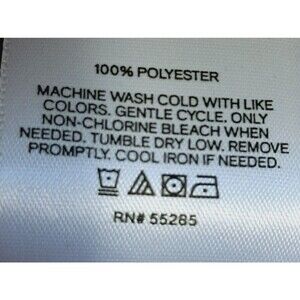 100% POLYESTER
MACHINE WASH COLD WITH LIKE
COLORS. GENTLE CYCLE. ONLY
NON-CHLORINE BLEACH WHEN
NEEDED. TUMBLE DRY LOW. REMOVE
PROMPTLY. COOL IRON IF NEEDED.
RN# 55285